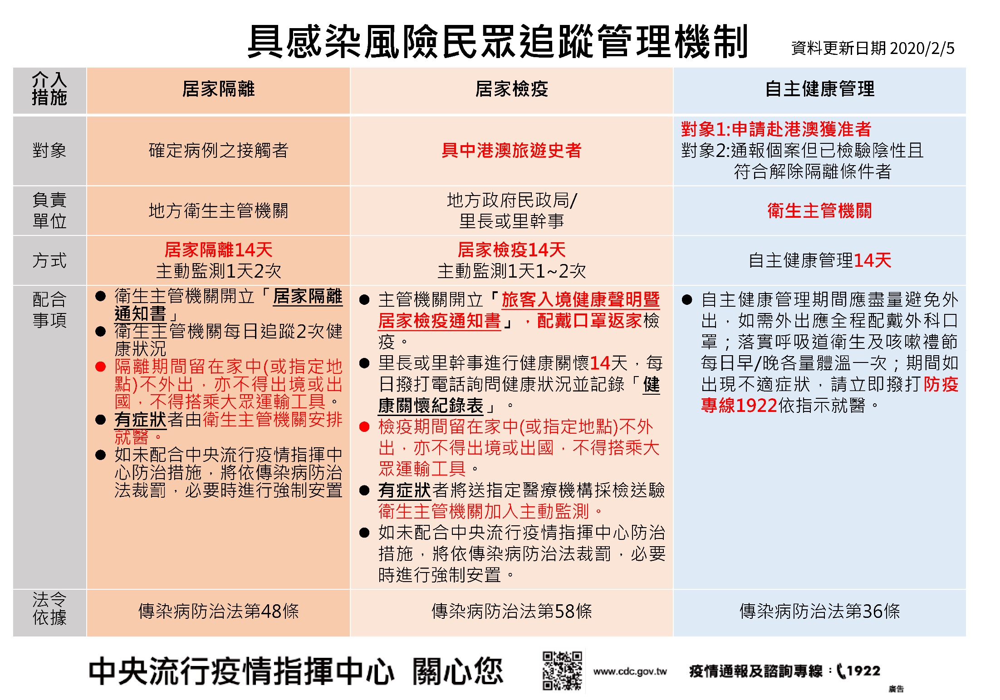 具感染風險民眾追蹤管理機制
資料更新日期 2020/2/5
介入
措施
居家隔離
居家檢疫
自主健康管理
對象
確定病例之接觸者
具中港澳旅遊史者
對象1:申請赴港澳獲准者
對象2:通報個案但已檢驗陰性且
符合解除隔離條件者
負責
單位
地方衛生主管機關
地方政府民政局/
里長或里幹事
衛生主管機關
方式
居家隔離14天
主動監測1天2次
居家檢疫14天
主動監測1天1~2次
自主健康管理14天
配合
事項
● 衛生主管機關開立「居家隔離
通知書」
● 衛生主管機關每日追蹤2次健
康狀況
● 隔離期間留在家中(或指定地
點)不外出，亦不得出境或出
國，不得搭乘大眾運輸工具。
● 有症狀者由衛生主管機關安排
就醫。
● 如未配合中央流行疫情指揮中
心防治措施，將依傳染病防治
法裁罰，必要時進行強制安置
● 主管機關開立「旅客入境健康聲明暨
居家檢疫通知書」，配戴口罩返家檢
疫。
● 里長或里幹事進行健康關懷14天，每
日撥打電話詢問健康狀況並記錄「健
康關懷紀錄表」。
● 檢疫期間留在家中(或指定地點)不外
出，亦不得出境或出國，不得搭乘大
眾運輸工具。
● 有症狀者將送指定醫療機構採檢送驗
衛生主管機關加入主動監測。
● 如未配合中央流行疫情指揮中心防治
措施，將依傳染病防治法裁罰，必要
時進行強制安置。
● 自主健康管理期間應盡量避免外
出，如需外出應全程配戴外科口
罩；落實呼吸道衛生及咳嗽禮節
每日早/晚各量體溫一次；期間如
出現不適症狀，請立即撥打防疫
專線1922依指示就醫。
法令
依據
傳染病防治法第48條
傳染病防治法第58條
傳染病防治法第36條
中央流行疫情指揮中心 關心您
www.cdc.gov.tw
疫情通報及諮詢專線：1922
廣告